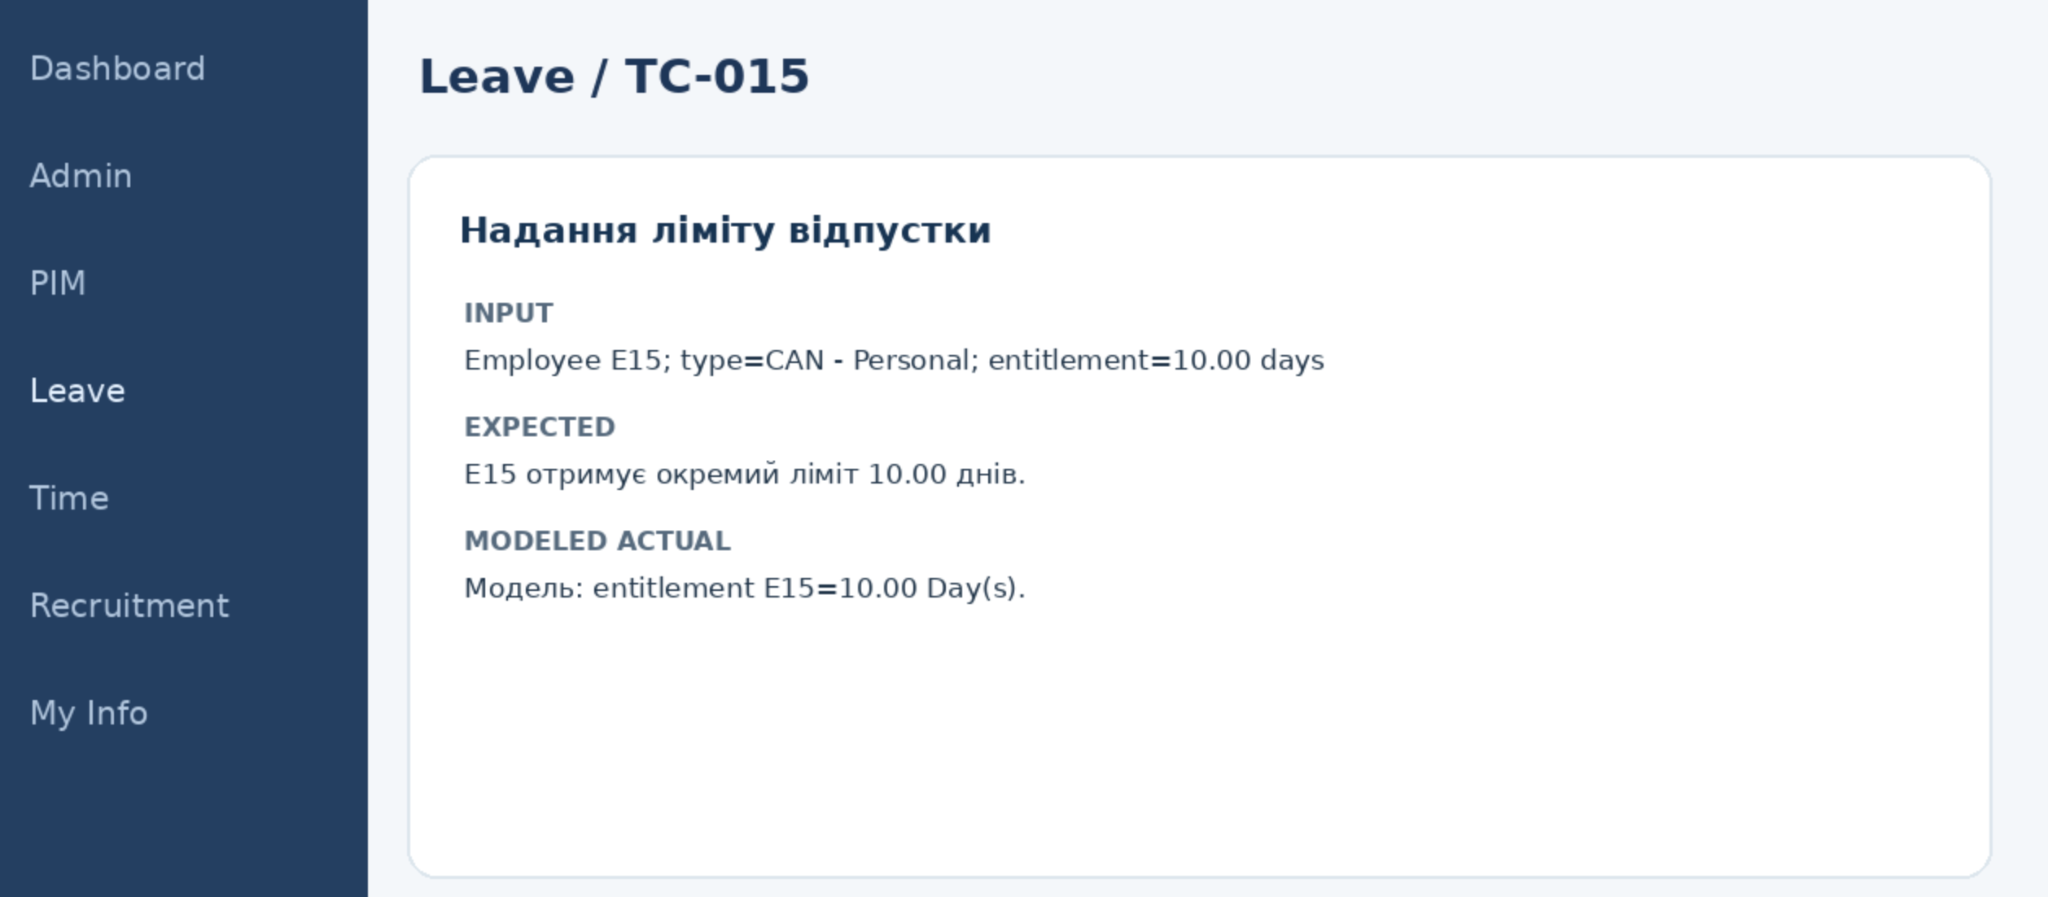 Dashboard
Admin
PIM
Leave
Time
Recruitment
My Info
Leave / TC-015
Надання ліміту відпустки
INPUT
Employee E15; type=CAN - Personal; entitlement=10.00 days
EXPECTED
E15 отримує окремий ліміт 10.00 днів.
MODELED ACTUAL
Модель: entitlement E15=10.00 Day(s).